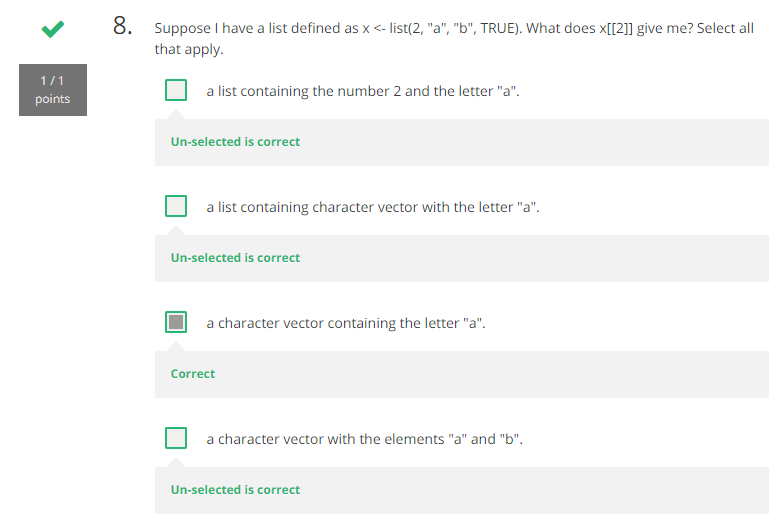 8.
Suppose I have a list defined as x <- list(2, "a", "b", TRUE). What does x[[2]] give me? Select all
that apply.
1 / 1
points
a list containing the number 2 and the letter "a".
Un-selected is correct
a list containing character vector with the letter "a".
Un-selected is correct
a character vector containing the letter "a".
Correct
a character vector with the elements "a" and "b".
Un-selected is correct